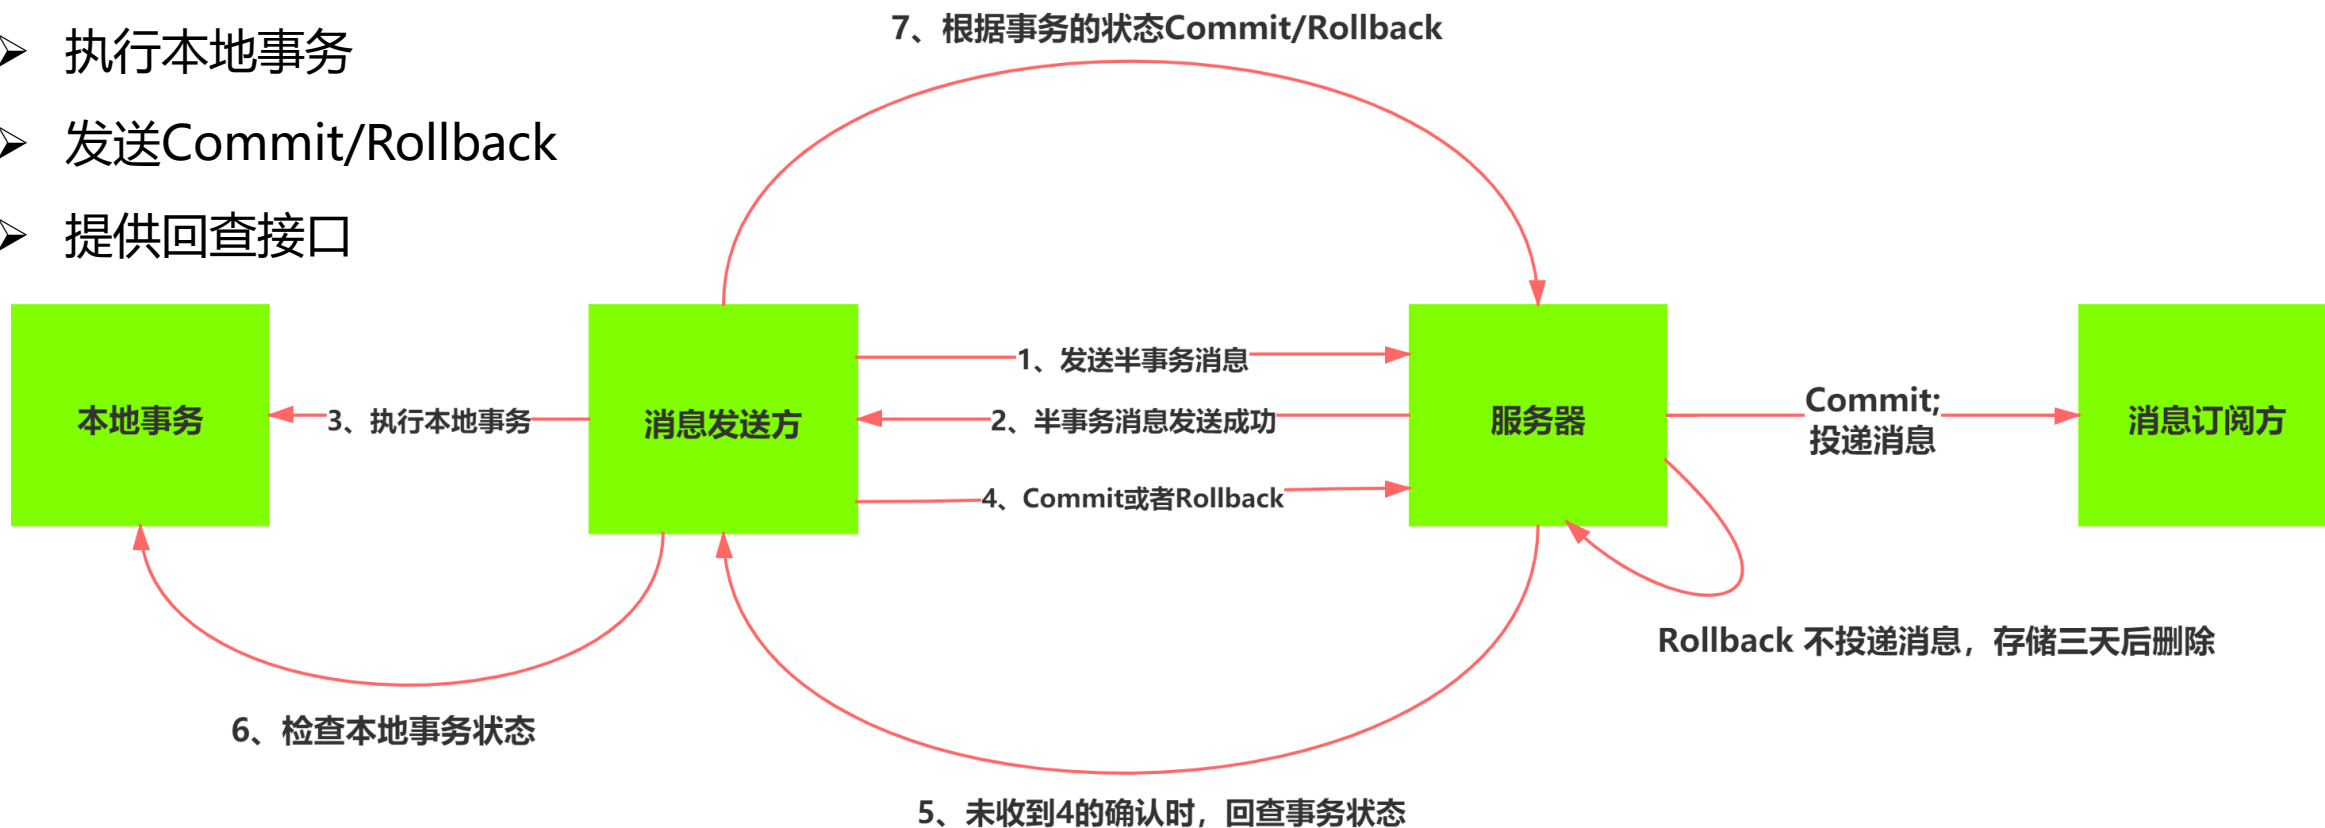 执行本地事务
发送Commit/Rollback
提供回查接口
7、根据事务的状态Commit/Rollback
1、发送半事务消息
2、半事务消息发送成功
3、执行本地事务
4、Commit或者Rollback
本地事务
消息发送方
服务器
Commit;
投递消息
消息订阅方
Rollback 不投递消息，存储三天后删除
6、检查本地事务状态
5、未收到4的确认时，回查事务状态